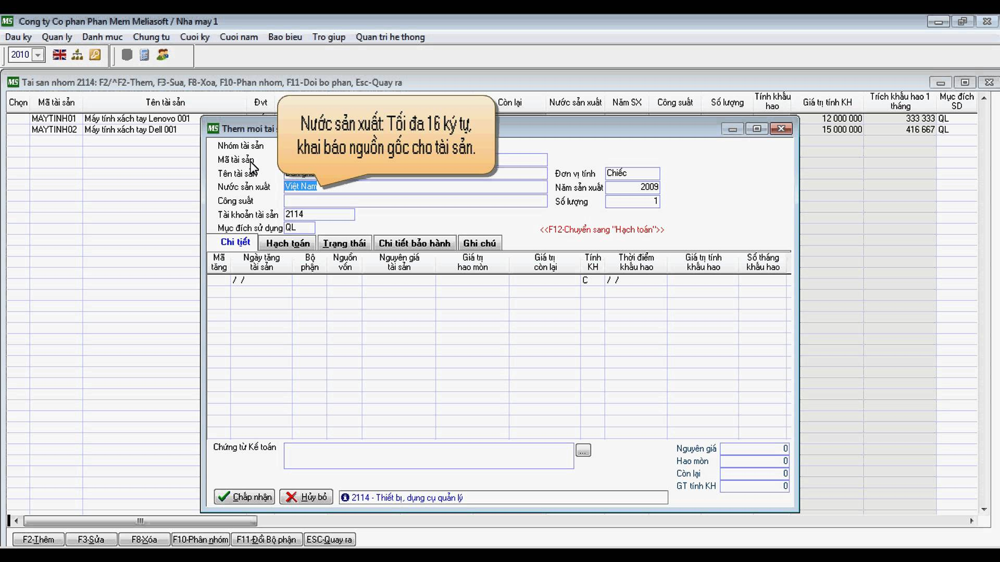 MS Cong ty Co phan Phan Mem Meliasoft / Nha may 1
Dau ky Quan ly Danh muc Chung tu Cuoi ky Cuoi nam Bao bieu Tro giup Quan tri he thong
2010
MS Tai san nhom 2114: F2/^F2-Them, F3-Sua, F8-Xoa, F10-Phan nhom, F11-Doi bo phan, Esc-Quay ra
Chọn Mã tài sản Tên tài sản Đvt Còn lại Nước sản xuất Năm SX Công suất Số lượng Tính khấu hao Giá trị tính KH Trích khấu hao 1 tháng Mục đích SD
MAYTINH01 Máy tính xách tay Lenovo 001 12 000 000 333 333 QL
MAYTINH02 Máy tính xách tay Dell 001 15 000 000 416 667 QL
MS Them moi tai
Nước sản xuất: Tối đa 16 ký tự,
khai báo nguồn gốc cho tài sản.
Nhóm tài sản
Mã tài sản
Tên tài sản Đơn vị tính Chiếc
Nước sản xuất Việt Nam Năm sản xuất 2009
Công suất Số lượng 1
Tài khoản tài sản 2114
Mục đích sử dụng QL <<F12-Chuyển sang "Hạch toán">>
Chi tiết Hạch toán Trạng thái Chi tiết bảo hành Ghi chú
Mã tăng Ngày tăng tài sản Bộ phận Nguồn vốn Nguyên giá tài sản Giá trị hao mòn Giá trị còn lại Tính KH Thời điểm khấu hao Giá trị tính khấu hao Số tháng khấu hao
/ / C / /
Chứng từ Kế toán ...
Nguyên giá 0
Hao mòn 0
Còn lại 0
GT tính KH 0
Chấp nhận Hủy bỏ 2114 - Thiết bị, dụng cụ quản lý
F2-Thêm F3-Sửa F8-Xóa F10-Phân nhóm F11-Đổi Bộ phận ESC-Quay ra